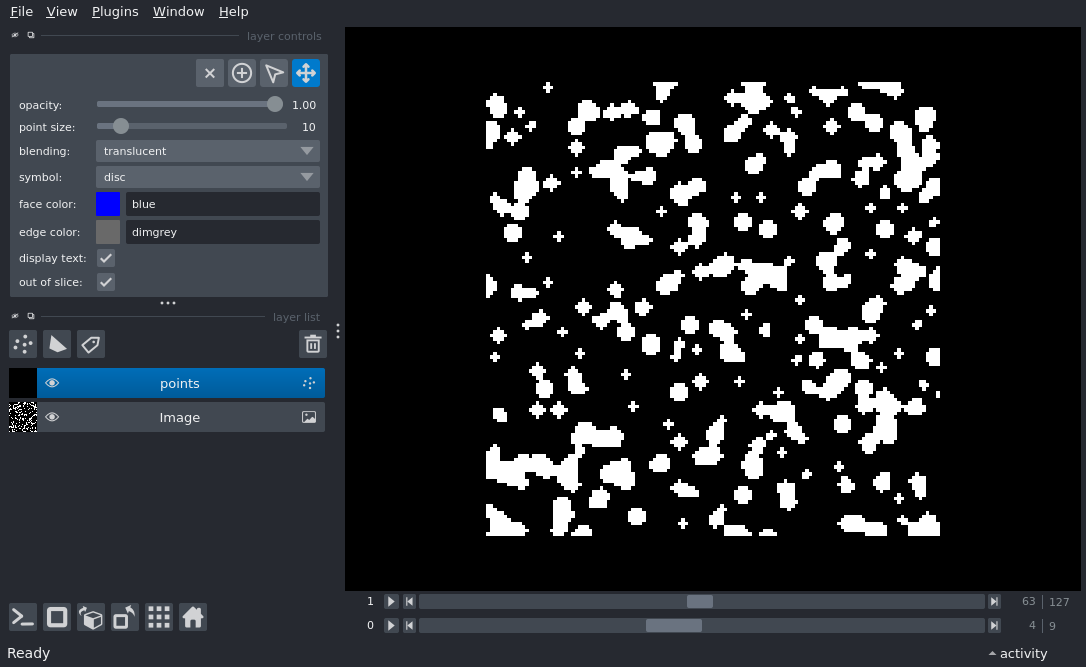 File View Plugins Window Help
layer controls
opacity: 1.00
point size: 10
blending: translucent
symbol: disc
face color: blue
edge color: dimgrey
display text:
out of slice:
layer list
points
Image
1 63 | 127
0 4 | 9
Ready activity